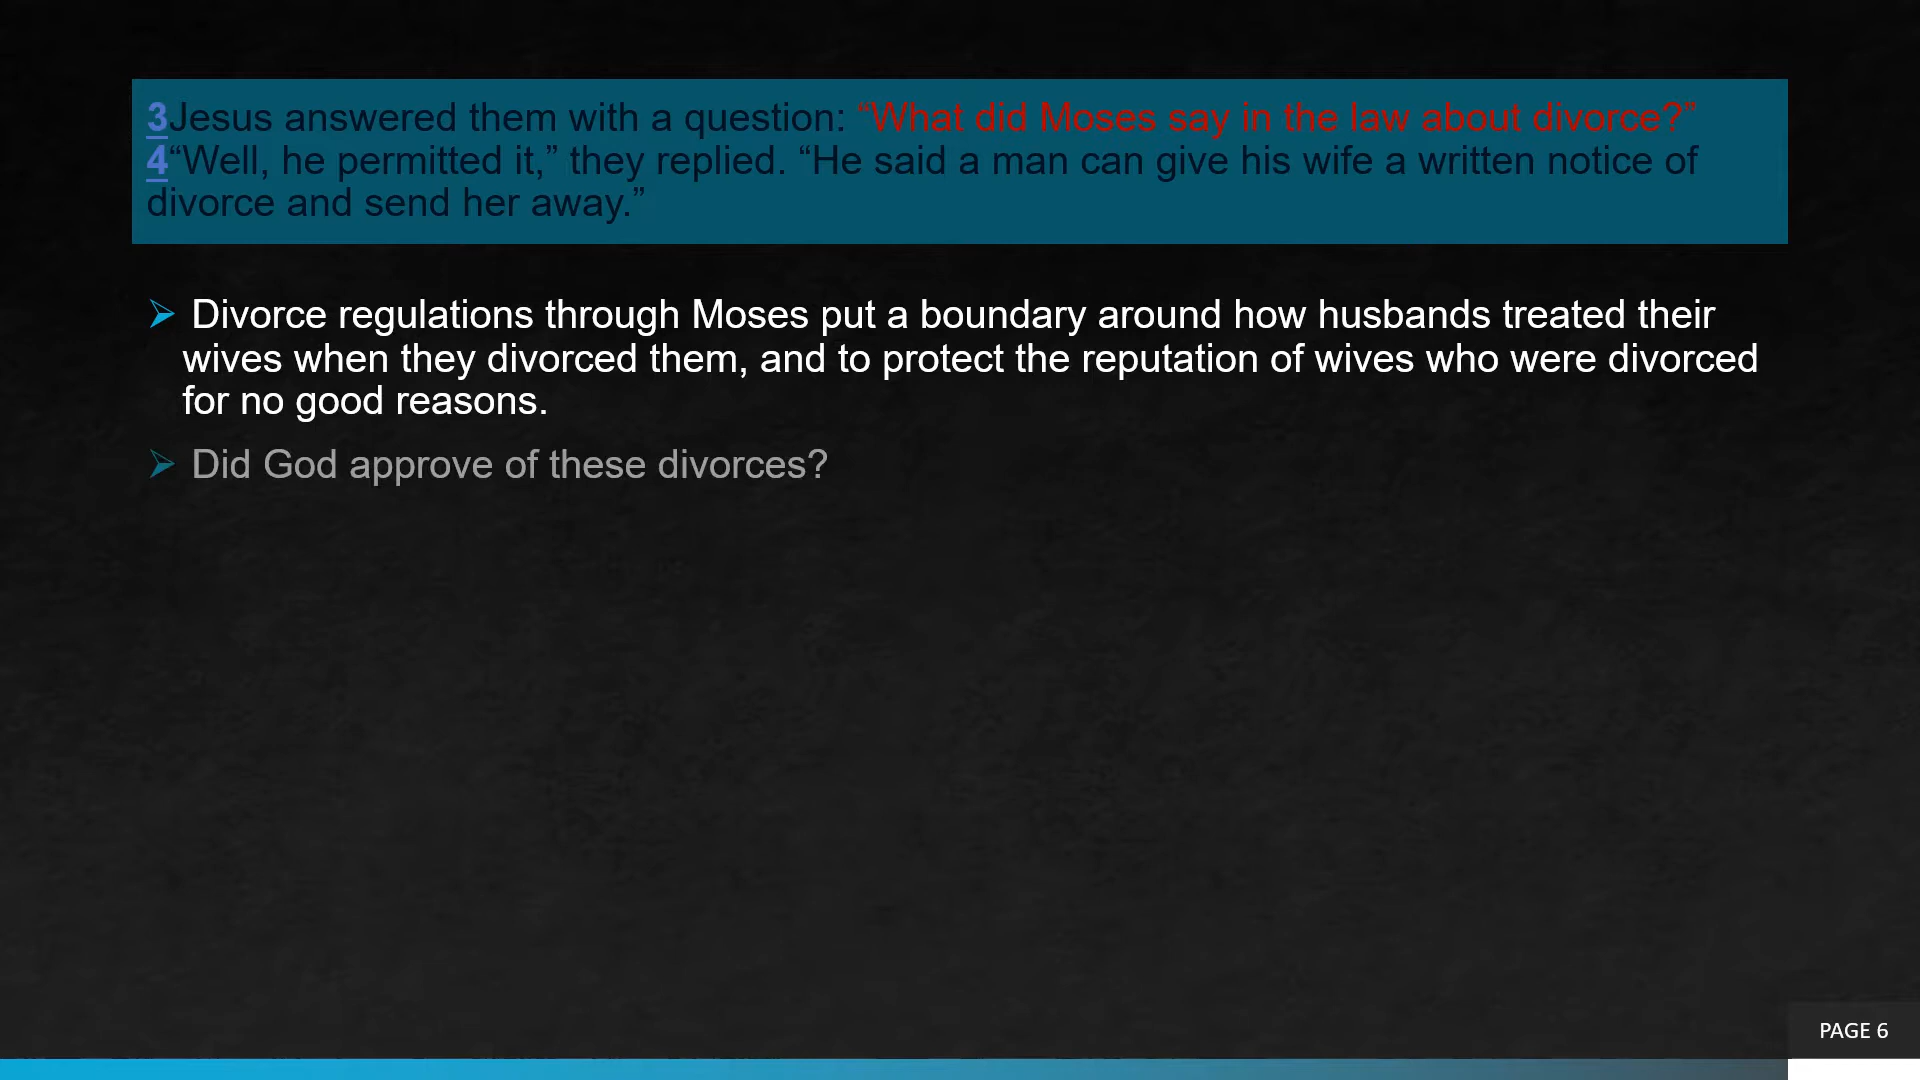 3Jesus answered them with a question: “What did Moses say in the law about divorce?”
4“Well, he permitted it,” they replied. “He said a man can give his wife a written notice of
divorce and send her away.”
Divorce regulations through Moses put a boundary around how husbands treated their
wives when they divorced them, and to protect the reputation of wives who were divorced
for no good reasons.
Did God approve of these divorces?
PAGE 6